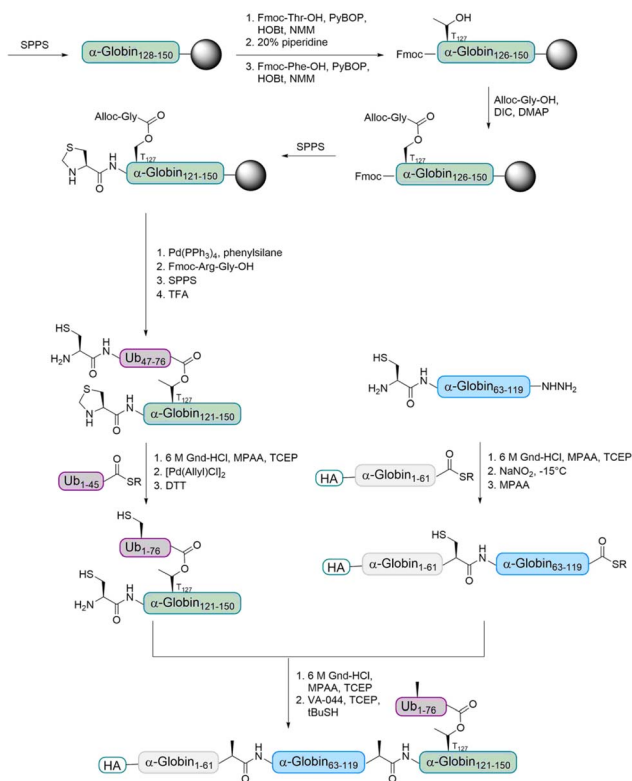 SPPS
α-Globin128-150
1. Fmoc-Thr-OH, PyBOP,
HOBt, NMM
2. 20% piperidine
3. Fmoc-Phe-OH, PyBOP,
HOBt, NMM
OH
T127
Fmoc
α-Globin126-150
Alloc-Gly-OH,
DIC, DMAP
Alloc-Gly
O
O
T127
Fmoc
α-Globin126-150
SPPS
Alloc-Gly
O
O
S
T127
HN
H
N
O
α-Globin121-150
1. Pd(PPh3)4, phenylsilane
2. Fmoc-Arg-Gly-OH
3. SPPS
4. TFA
HS
H2N
H
N
O
Ub47-76
O
O
S
T127
HN
H
N
O
α-Globin121-150
HS
H2N
H
N
O
α-Globin63-119
NHNH2
Ub1-45
O
SR
1. 6 M Gnd-HCl, MPAA, TCEP
2. [Pd(Allyl)Cl]2
3. DTT
HA
α-Globin1-61
O
SR
1. 6 M Gnd-HCl, MPAA, TCEP
2. NaNO2, -15°C
3. MPAA
HS
Ub1-76
O
O
HS
T127
H2N
H
N
O
α-Globin121-150
HA
α-Globin1-61
HS
H
N
O
α-Globin63-119
O
SR
1. 6 M Gnd-HCl,
MPAA, TCEP
2. VA-044, TCEP,
tBuSH
Ub1-76
O
O
T127
HA
α-Globin1-61
H
N
O
α-Globin63-119
H
N
O
α-Globin121-150